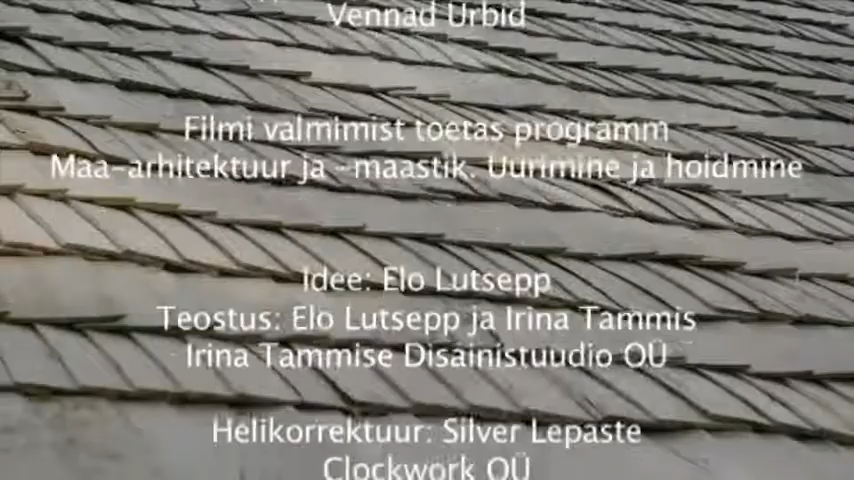 Vennad Urbid
Filmi valmimist toetas programm
Maa-arhitektuur ja -maastik. Uurimine ja hoidmine
Idee: Elo Lutsepp
Teostus: Elo Lutsepp ja Irina Tammis
Irina Tammise Disainistuudio OÜ
Helikorrektuur: Silver Lepaste
Clockwork OÜ